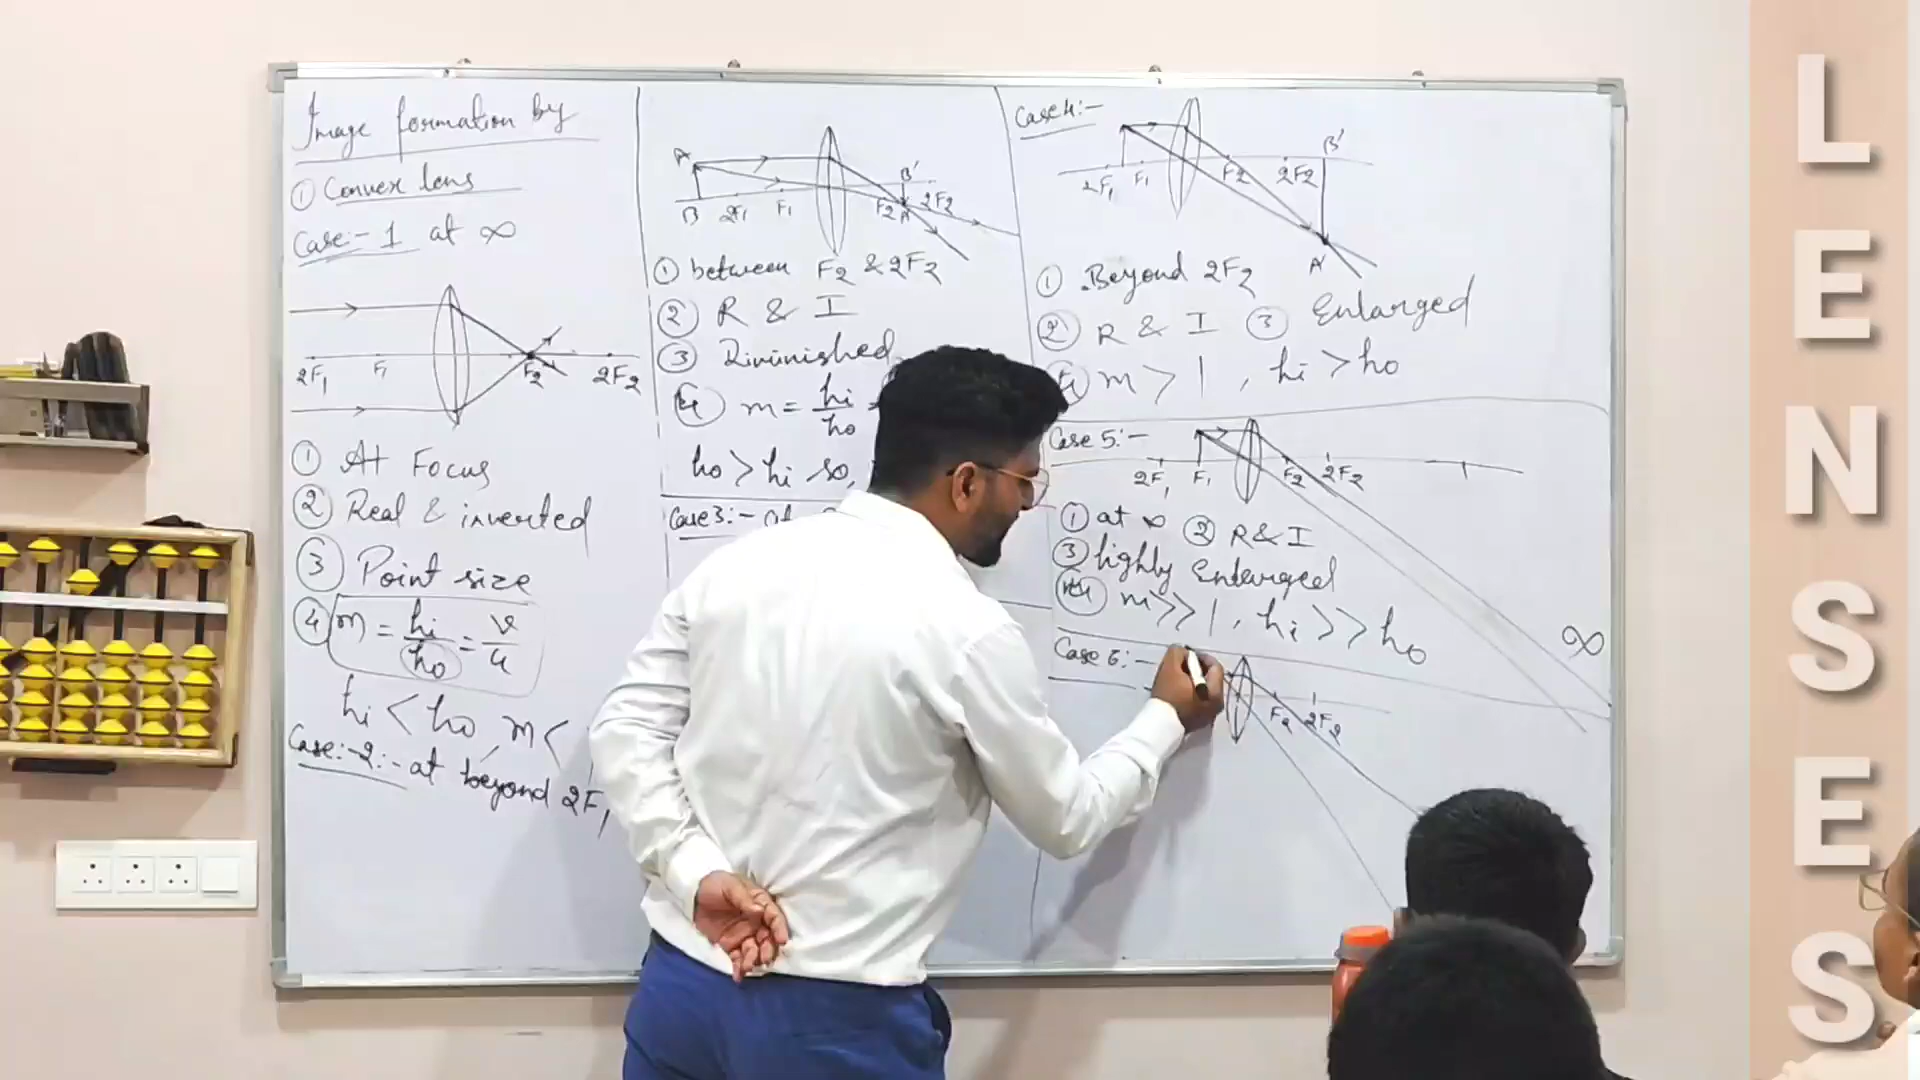 Image formation by
① Convex lens
Case:- 1 at ∞
2F₁ F₁ F₂ 2F₂
① At Focus
② Real & inverted
③ Point size
④ m = hi/ho = v/u
hi < ho m <
Case:-2:- at beyond 2F₁
A B'
B 2F₁ F₁ F₂ A' 2F₂
① between F₂ & 2F₂
② R & I
③ Diminished
④ m = hi/ho
ho > hi so,
Case 3:- at
Case 4:-
2F₁ F₁ F₂ 2F₂ B'
A'
① Beyond 2F₂
② R & I ③ Enlarged
④ m > 1, hi > ho
Case 5:-
2F₁ F₁ F₂ 2F₂
① at ∞ ② R & I
③ highly Enlarged
④ m >> 1, hi >> ho
∞
Case 6:-
F₂ 2F₂
LENSES